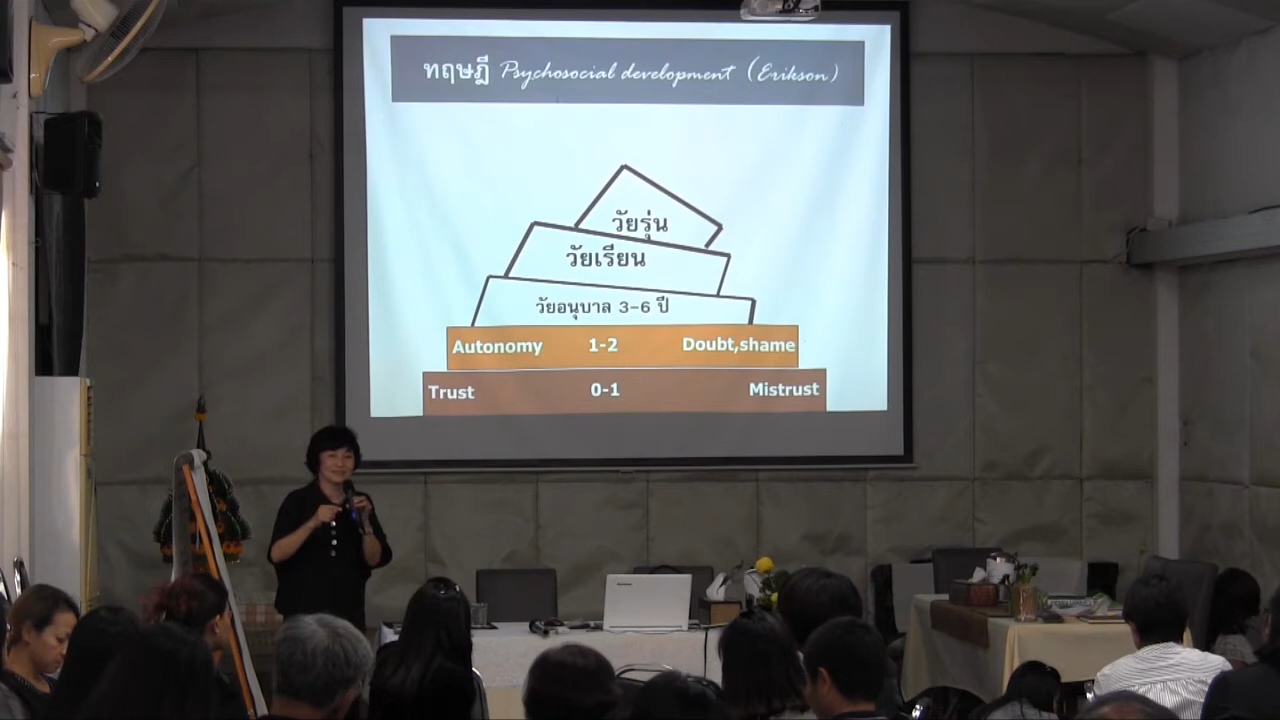 ทฤษฎี Psychosocial development (Erikson)
วัยรุ่น
วัยเรียน
วัยอนุบาล 3-6 ปี
Autonomy 1-2 Doubt,shame
Trust 0-1 Mistrust